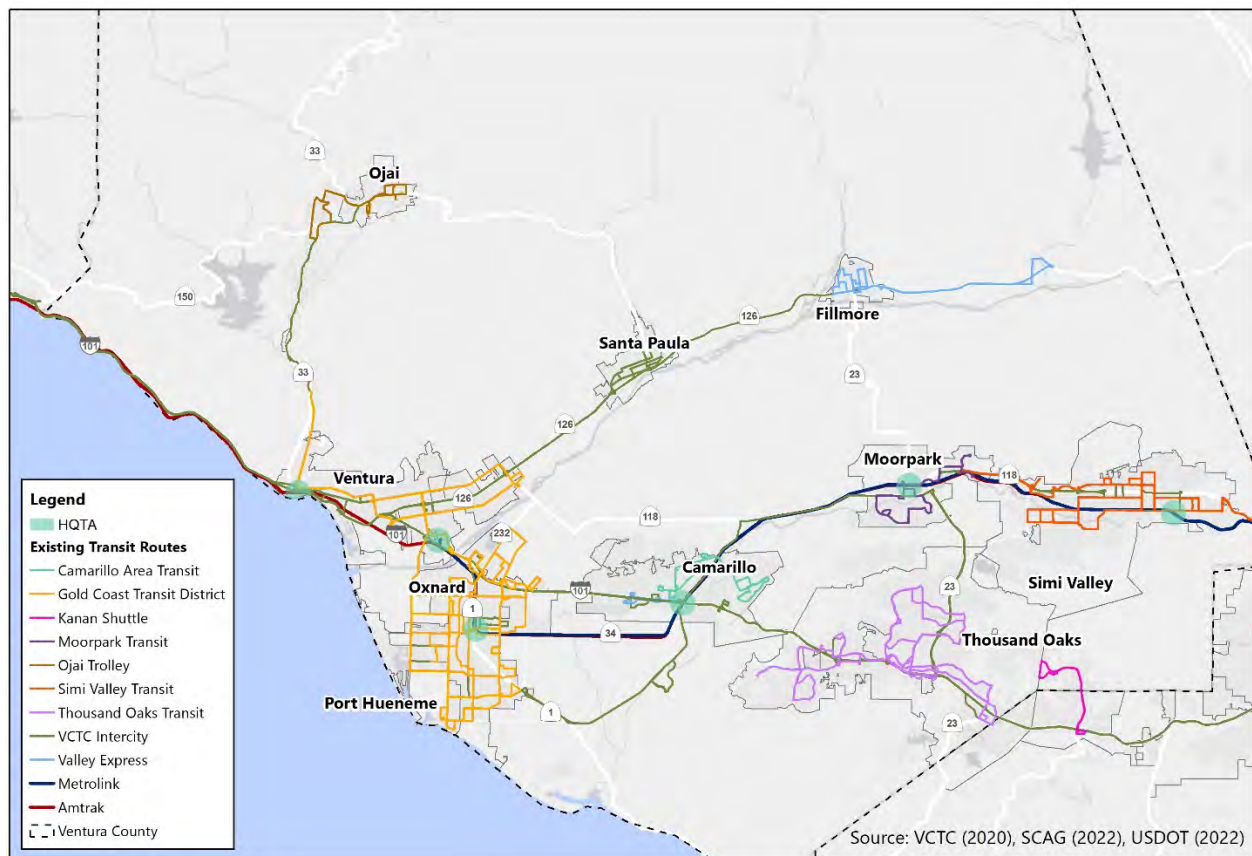 33
Ojai
150
126
Fillmore
Santa Paula
101
23
33
126
Moorpark
Ventura
118
126
118
101
232
Camarillo
Simi Valley
Oxnard
101
23
1
34
Thousand Oaks
Port Hueneme
1
23
Legend
HQTA
Existing Transit Routes
Camarillo Area Transit
Gold Coast Transit District
Kanan Shuttle
Moorpark Transit
Ojai Trolley
Simi Valley Transit
Thousand Oaks Transit
VCTC Intercity
Valley Express
Metrolink
Amtrak
Ventura County
Source: VCTC (2020), SCAG (2022), USDOT (2022)